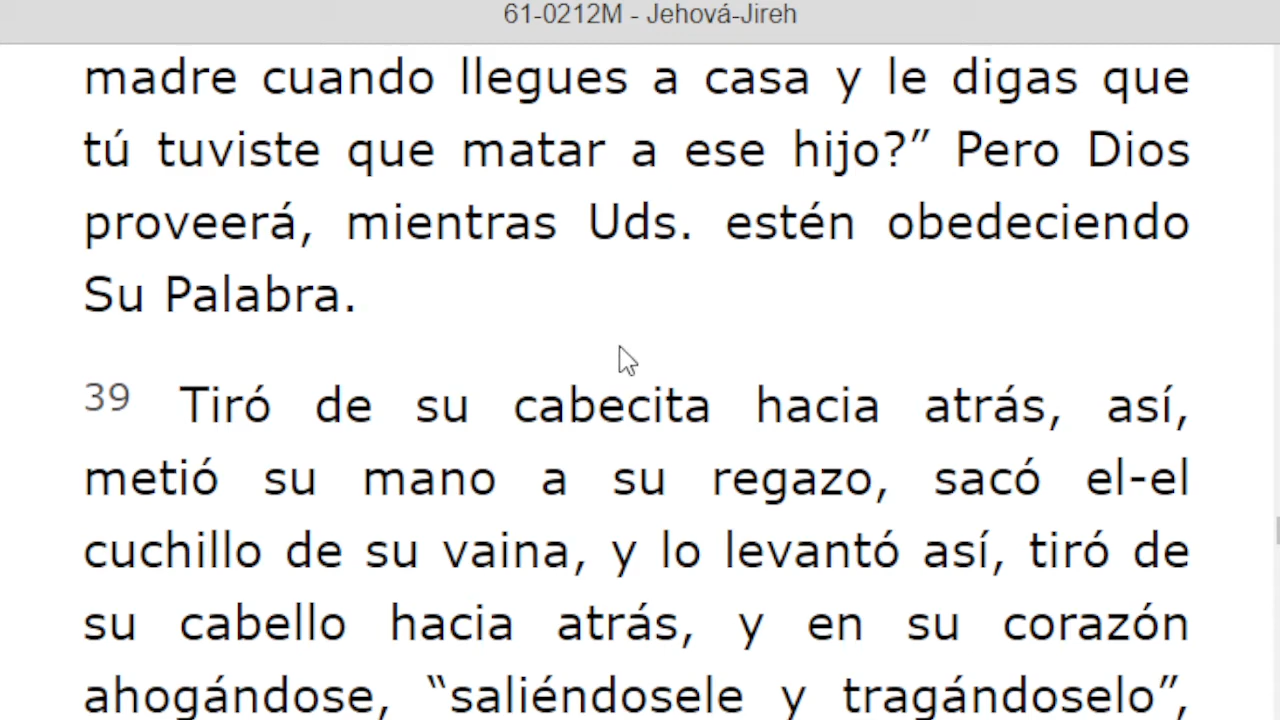 61-0212M - Jehová-Jireh
madre cuando llegues a casa y le digas que
tú tuviste que matar a ese hijo?” Pero Dios
proveerá, mientras Uds. estén obedeciendo
Su Palabra.
39 Tiró de su cabecita hacia atrás, así,
metió su mano a su regazo, sacó el-el
cuchillo de su vaina, y lo levantó así, tiró de
su cabello hacia atrás, y en su corazón
ahogándose, “saliéndosele y tragándoselo”,